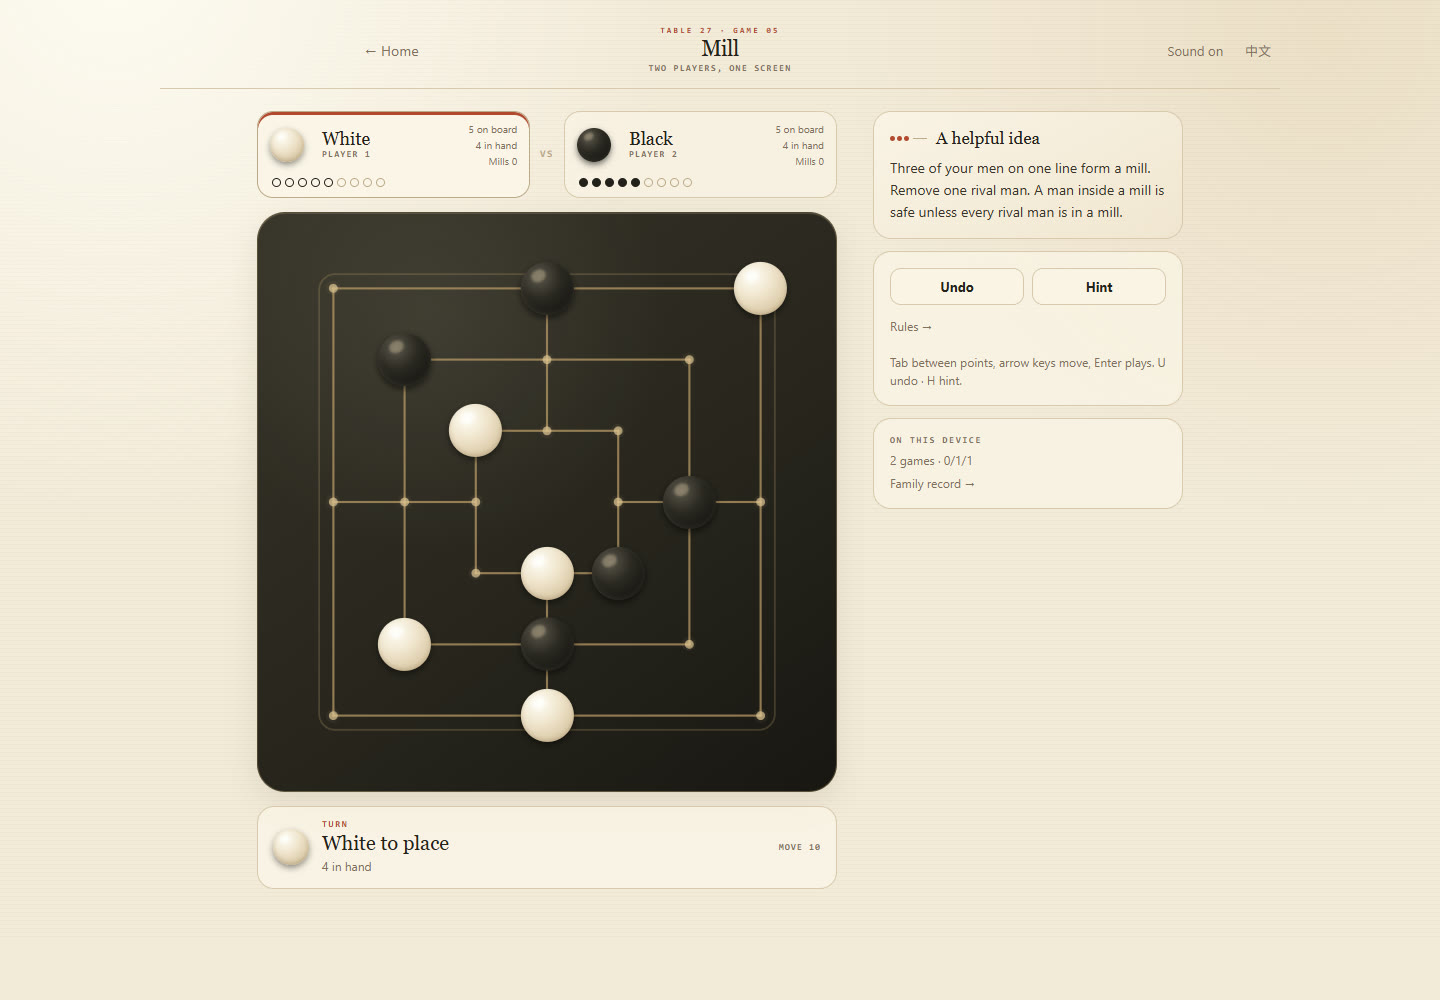 TABLE 27 · GAME 05
← Home
Mill
Sound on
中文
TWO PLAYERS, ONE SCREEN
White
PLAYER 1
5 on board
4 in hand
Mills 0
VS
Black
PLAYER 2
5 on board
4 in hand
Mills 0
A helpful idea
Three of your men on one line form a mill.
Remove one rival man. A man inside a mill is
safe unless every rival man is in a mill.
Undo
Hint
Rules →
Tab between points, arrow keys move, Enter plays. U
undo · H hint.
ON THIS DEVICE
2 games · 0/1/1
Family record →
TURN
White to place
4 in hand
MOVE 10